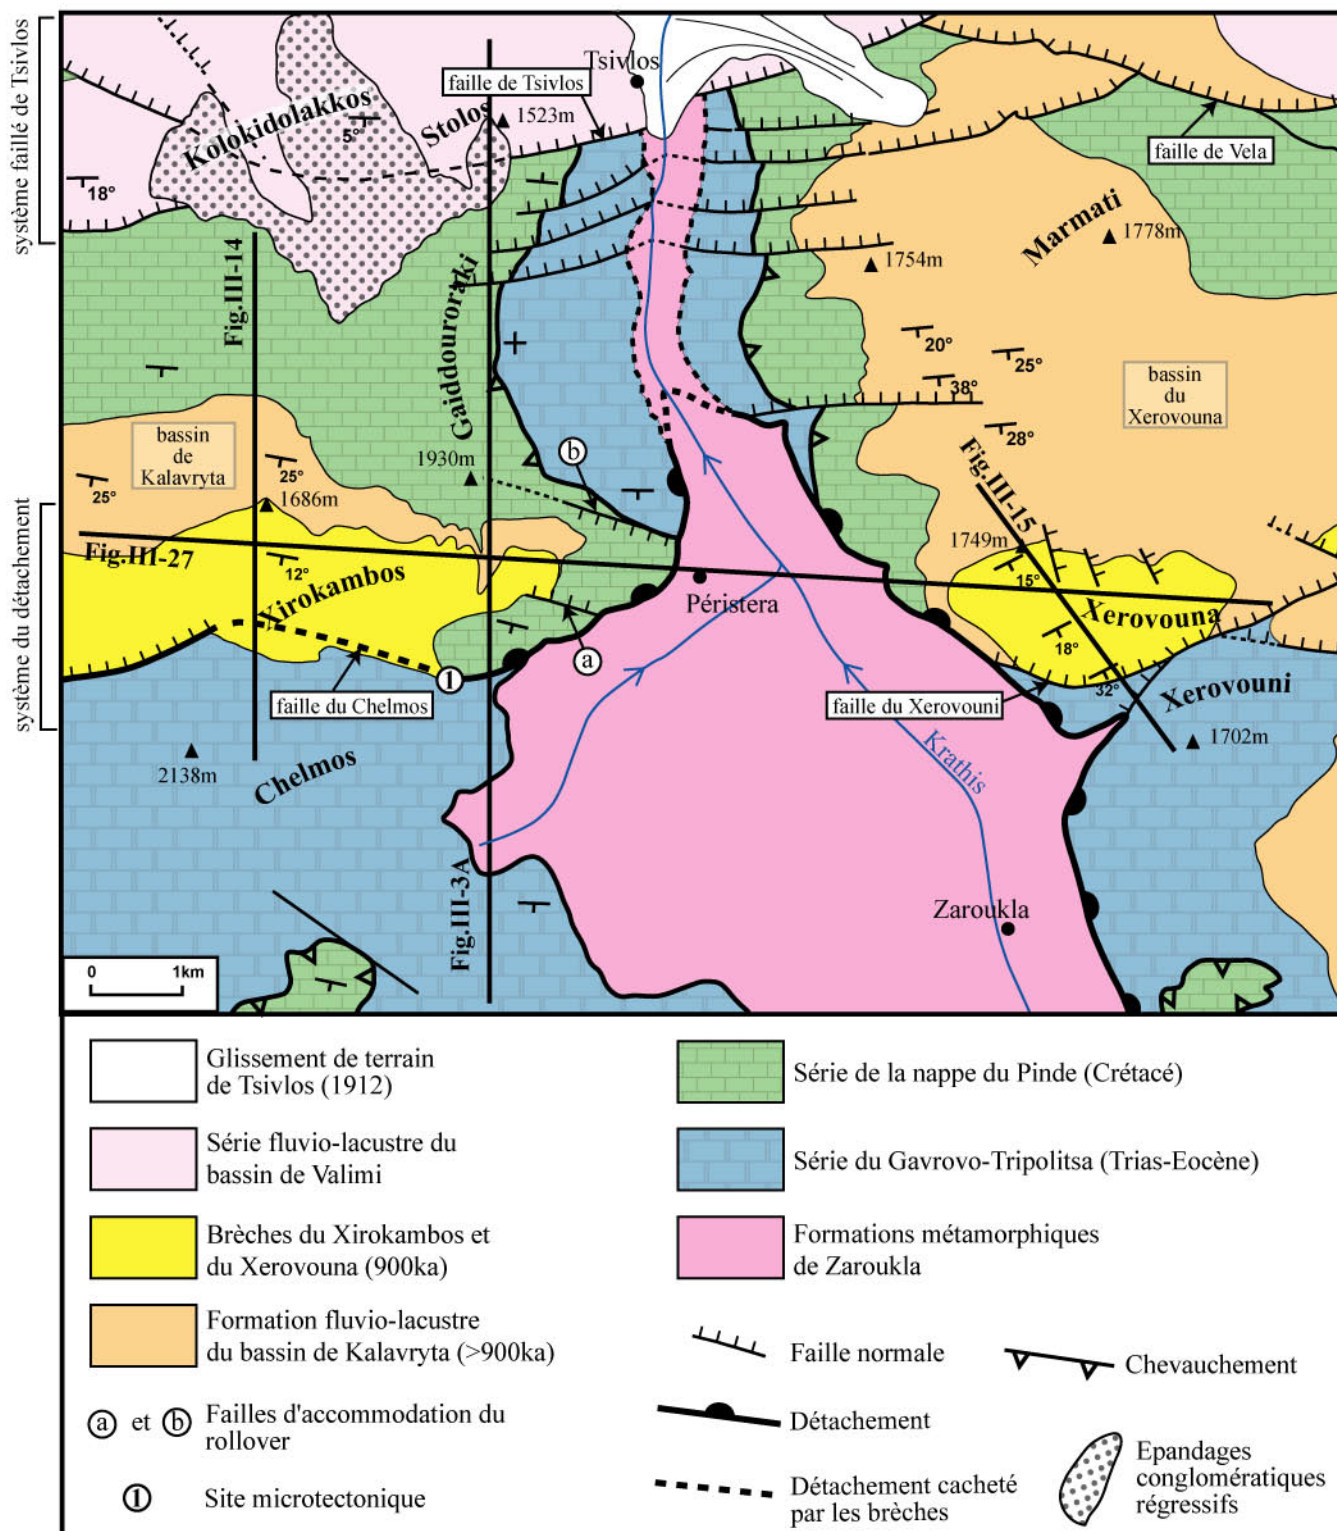 système faillé de Tsivlos
système du détachement
Tsivlos
faille de Tsivlos
1523m
Stolos
Kolokidolakkos
5°
18°
faille de Vela
Marmati
1778m
1754m
Fig.III-14
Gaiddouroraki
20°
25°
38°
28°
bassin
du
Xerovouna
bassin
de
Kalavryta
25°
25°
1686m
1930m
b
Fig.III-15
1749m
Fig.III-27
12°
Xirokambos
Péristera
15°
Xerovouna
18°
32°
a
1
faille du Chelmos
faille du Xerovouni
Xerovouni
1702m
2138m
Chelmos
Krathis
Fig.III-3A
Zaroukla
0 1km
Glissement de terrain
de Tsivlos (1912)
Série fluvio-lacustre du
bassin de Valimi
Brèches du Xirokambos et
du Xerovouna (900ka)
Formation fluvio-lacustre
du bassin de Kalavryta (>900ka)
a et b Failles d'accommodation du
rollover
1 Site microtectonique
Série de la nappe du Pinde (Crétacé)
Série du Gavrovo-Tripolitsa (Trias-Eocène)
Formations métamorphiques
de Zaroukla
Faille normale
Chevauchement
Détachement
Détachement cacheté
par les brèches
Epandages
conglomératiques
régressifs